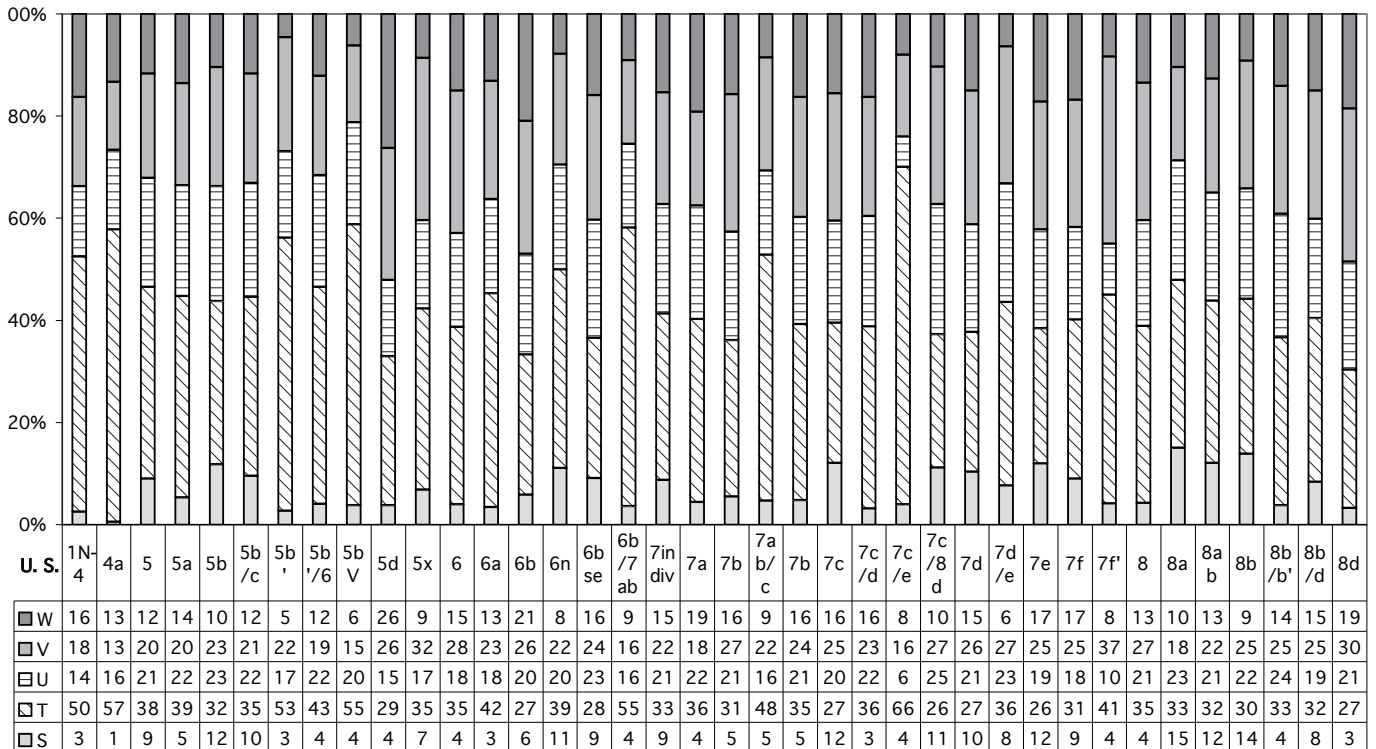 00%
80%
60%
40%
20%
0%
U. S. 1N-4 4a 5 5a 5b 5b/c 5b' 5b'/6 5bV 5d 5x 6 6a 6b 6n 6bse 6b/7ab 7indiv 7a 7b 7ab/c 7b 7c 7c/d 7c/e 7c/8d 7d 7d/e 7e 7f 7f' 8 8a 8ab 8b 8b/b' 8b/d 8d
W 16 13 12 14 10 12 5 12 6 26 9 15 13 21 8 16 9 15 19 16 9 16 16 16 8 10 15 6 17 17 8 13 10 13 9 14 15 19
V 18 13 20 20 23 21 22 19 15 26 32 28 23 26 22 24 16 22 18 27 22 24 25 23 16 27 26 27 25 25 37 27 18 22 25 25 25 30
U 14 16 21 22 23 22 17 22 20 15 17 18 18 20 20 23 16 21 22 21 16 21 20 22 6 25 21 23 19 18 10 21 23 21 22 24 19 21
T 50 57 38 39 32 35 53 43 55 29 35 35 42 27 39 28 55 33 36 31 48 35 27 36 66 26 27 36 26 31 41 35 33 32 30 33 32 27
S 3 1 9 5 12 10 3 4 4 4 7 4 3 6 11 9 4 9 4 5 5 5 12 3 4 11 10 8 12 9 4 4 15 12 14 4 8 3